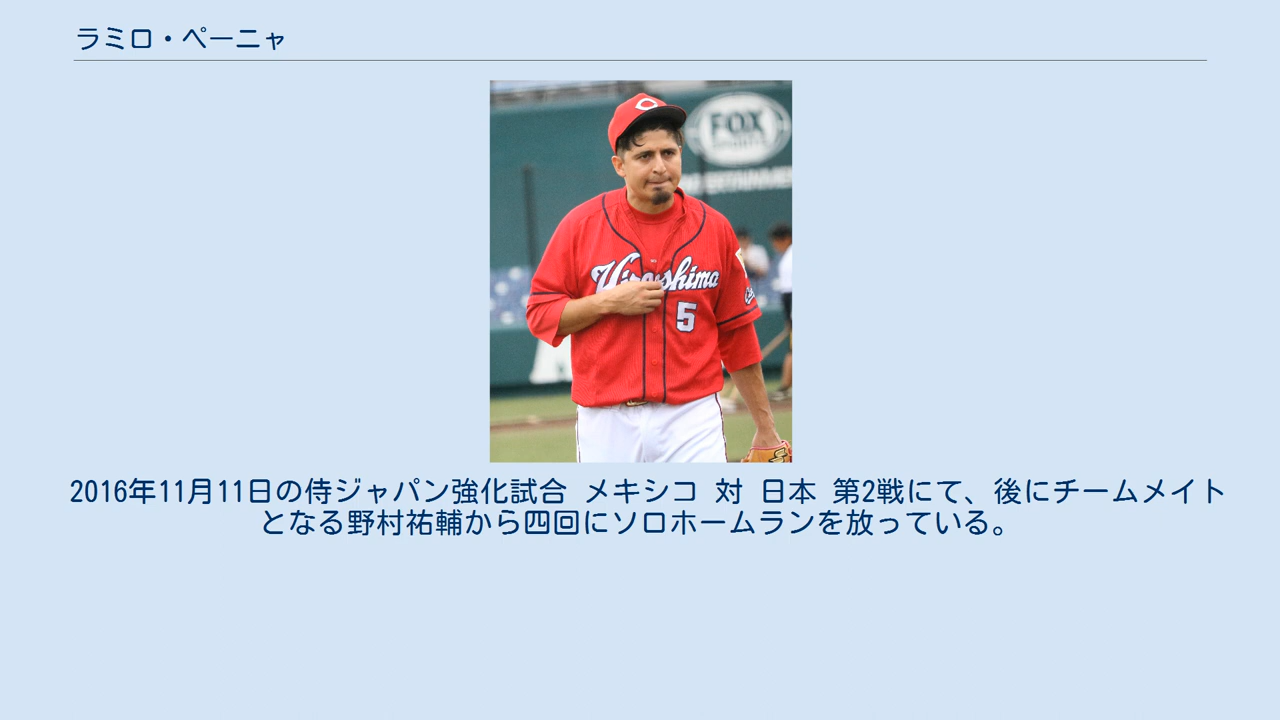 ラミロ・ペーニャ
FOX
SPORTS
Hiroshima
5
2016年11月11日の侍ジャパン強化試合 メキシコ 対 日本 第2戦にて、後にチームメイト
となる野村祐輔から四回にソロホームランを放っている。